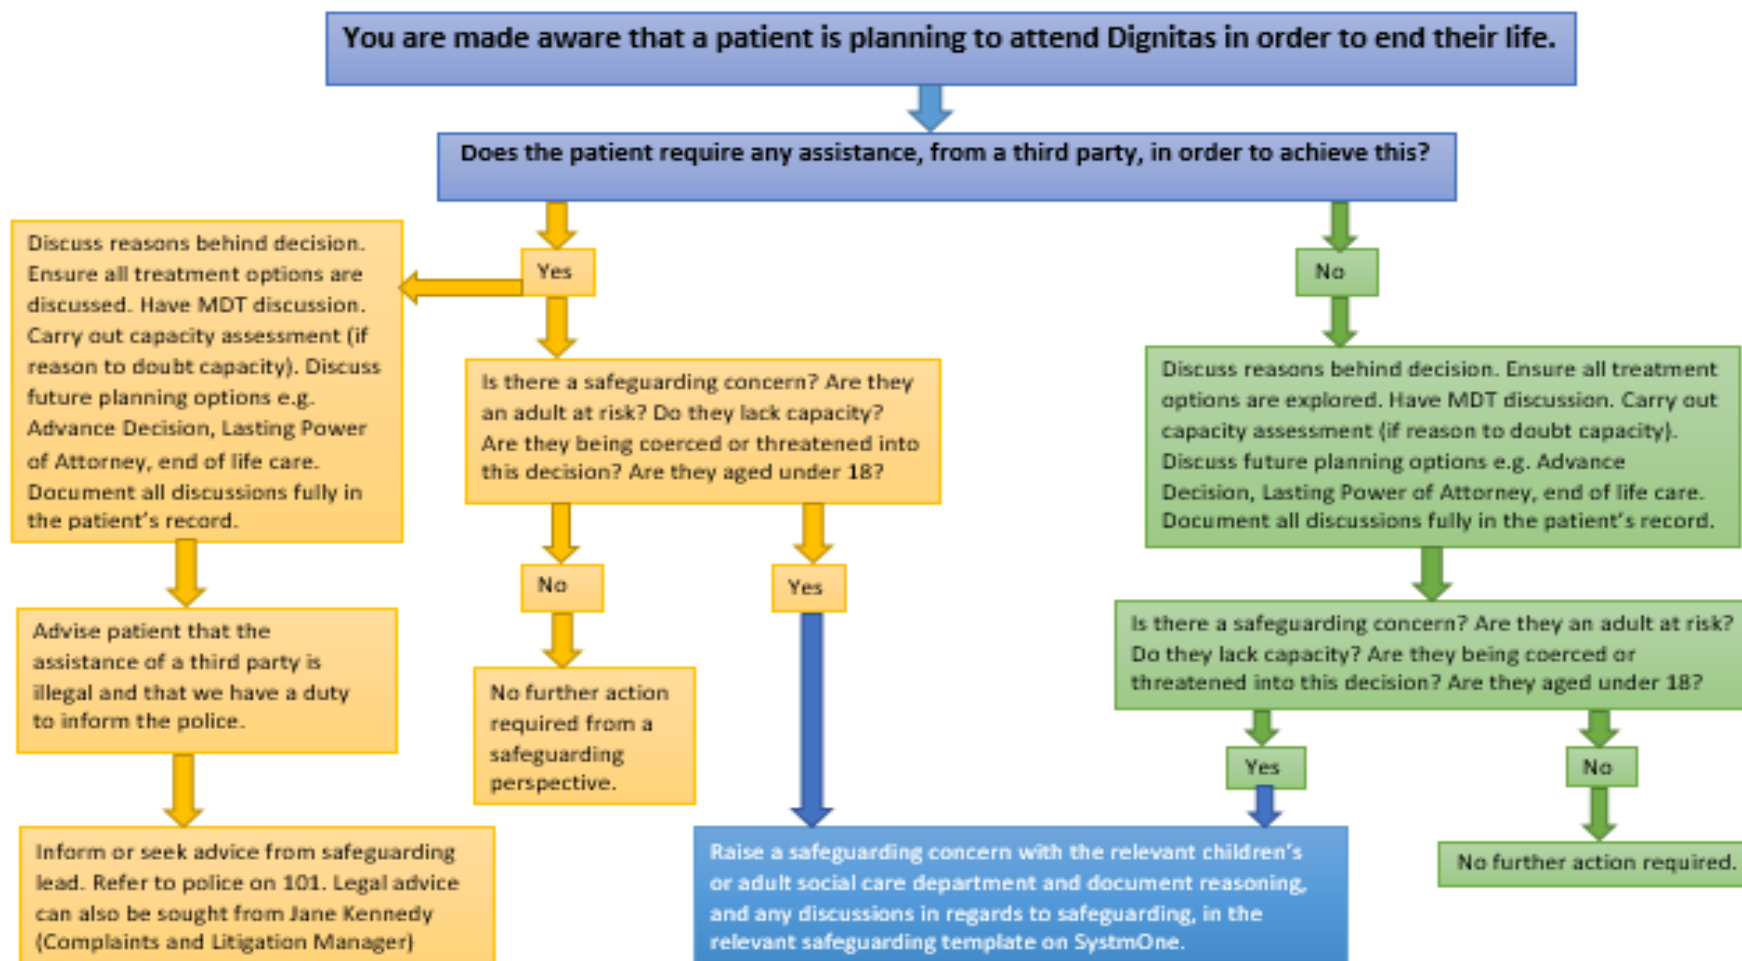 You are made aware that a patient is planning to attend Dignitas in order to end their life.
Does the patient require any assistance, from a third party, in order to achieve this?
Yes
No
Discuss reasons behind decision.
Ensure all treatment options are
discussed. Have MDT discussion.
Carry out capacity assessment (if
reason to doubt capacity). Discuss
future planning options e.g.
Advance Decision, Lasting Power
of Attorney, end of life care.
Document all discussions fully in
the patient's record.
Is there a safeguarding concern? Are they
an adult at risk? Do they lack capacity?
Are they being coerced or threatened into
this decision? Are they aged under 18?
Discuss reasons behind decision. Ensure all treatment
options are explored. Have MDT discussion. Carry out
capacity assessment (if reason to doubt capacity).
Discuss future planning options e.g. Advance
Decision, Lasting Power of Attorney, end of life care.
Document all discussions fully in the patient's record.
No
Yes
Advise patient that the
assistance of a third party is
illegal and that we have a duty
to inform the police.
No further action
required from a
safeguarding
perspective.
Is there a safeguarding concern? Are they an adult at risk?
Do they lack capacity? Are they being coerced or
threatened into this decision? Are they aged under 18?
Yes
No
Inform or seek advice from safeguarding
lead. Refer to police on 101. Legal advice
can also be sought from Jane Kennedy
(Complaints and Litigation Manager)
Raise a safeguarding concern with the relevant children's
or adult social care department and document reasoning,
and any discussions in regards to safeguarding, in the
relevant safeguarding template on SystmOne.
No further action required.